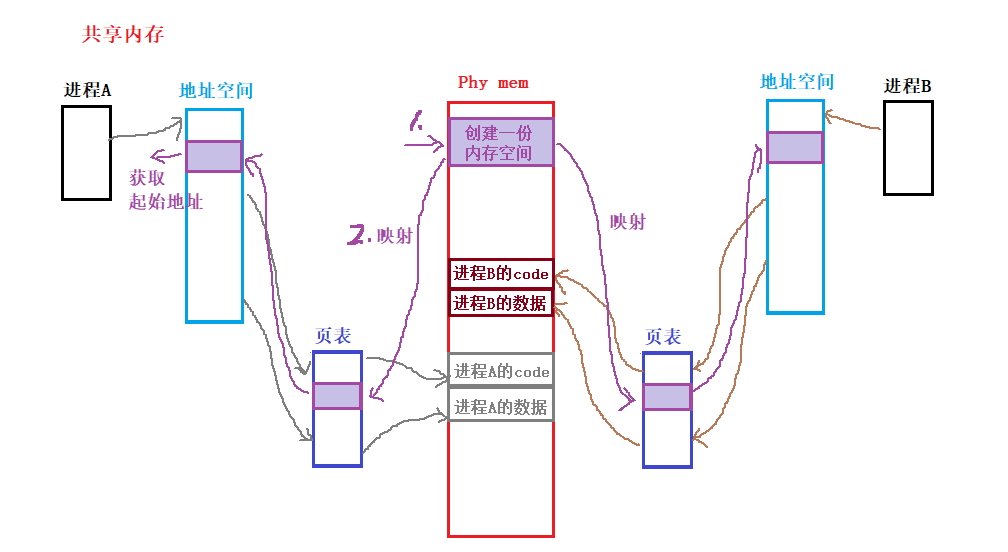 共享内存
进程A
地址空间
Phy mem
地址空间
进程B
1.
创建一份
内存空间
获取
起始地址
2.映射
映射
进程B的code
进程B的数据
页表
页表
进程A的code
进程A的数据